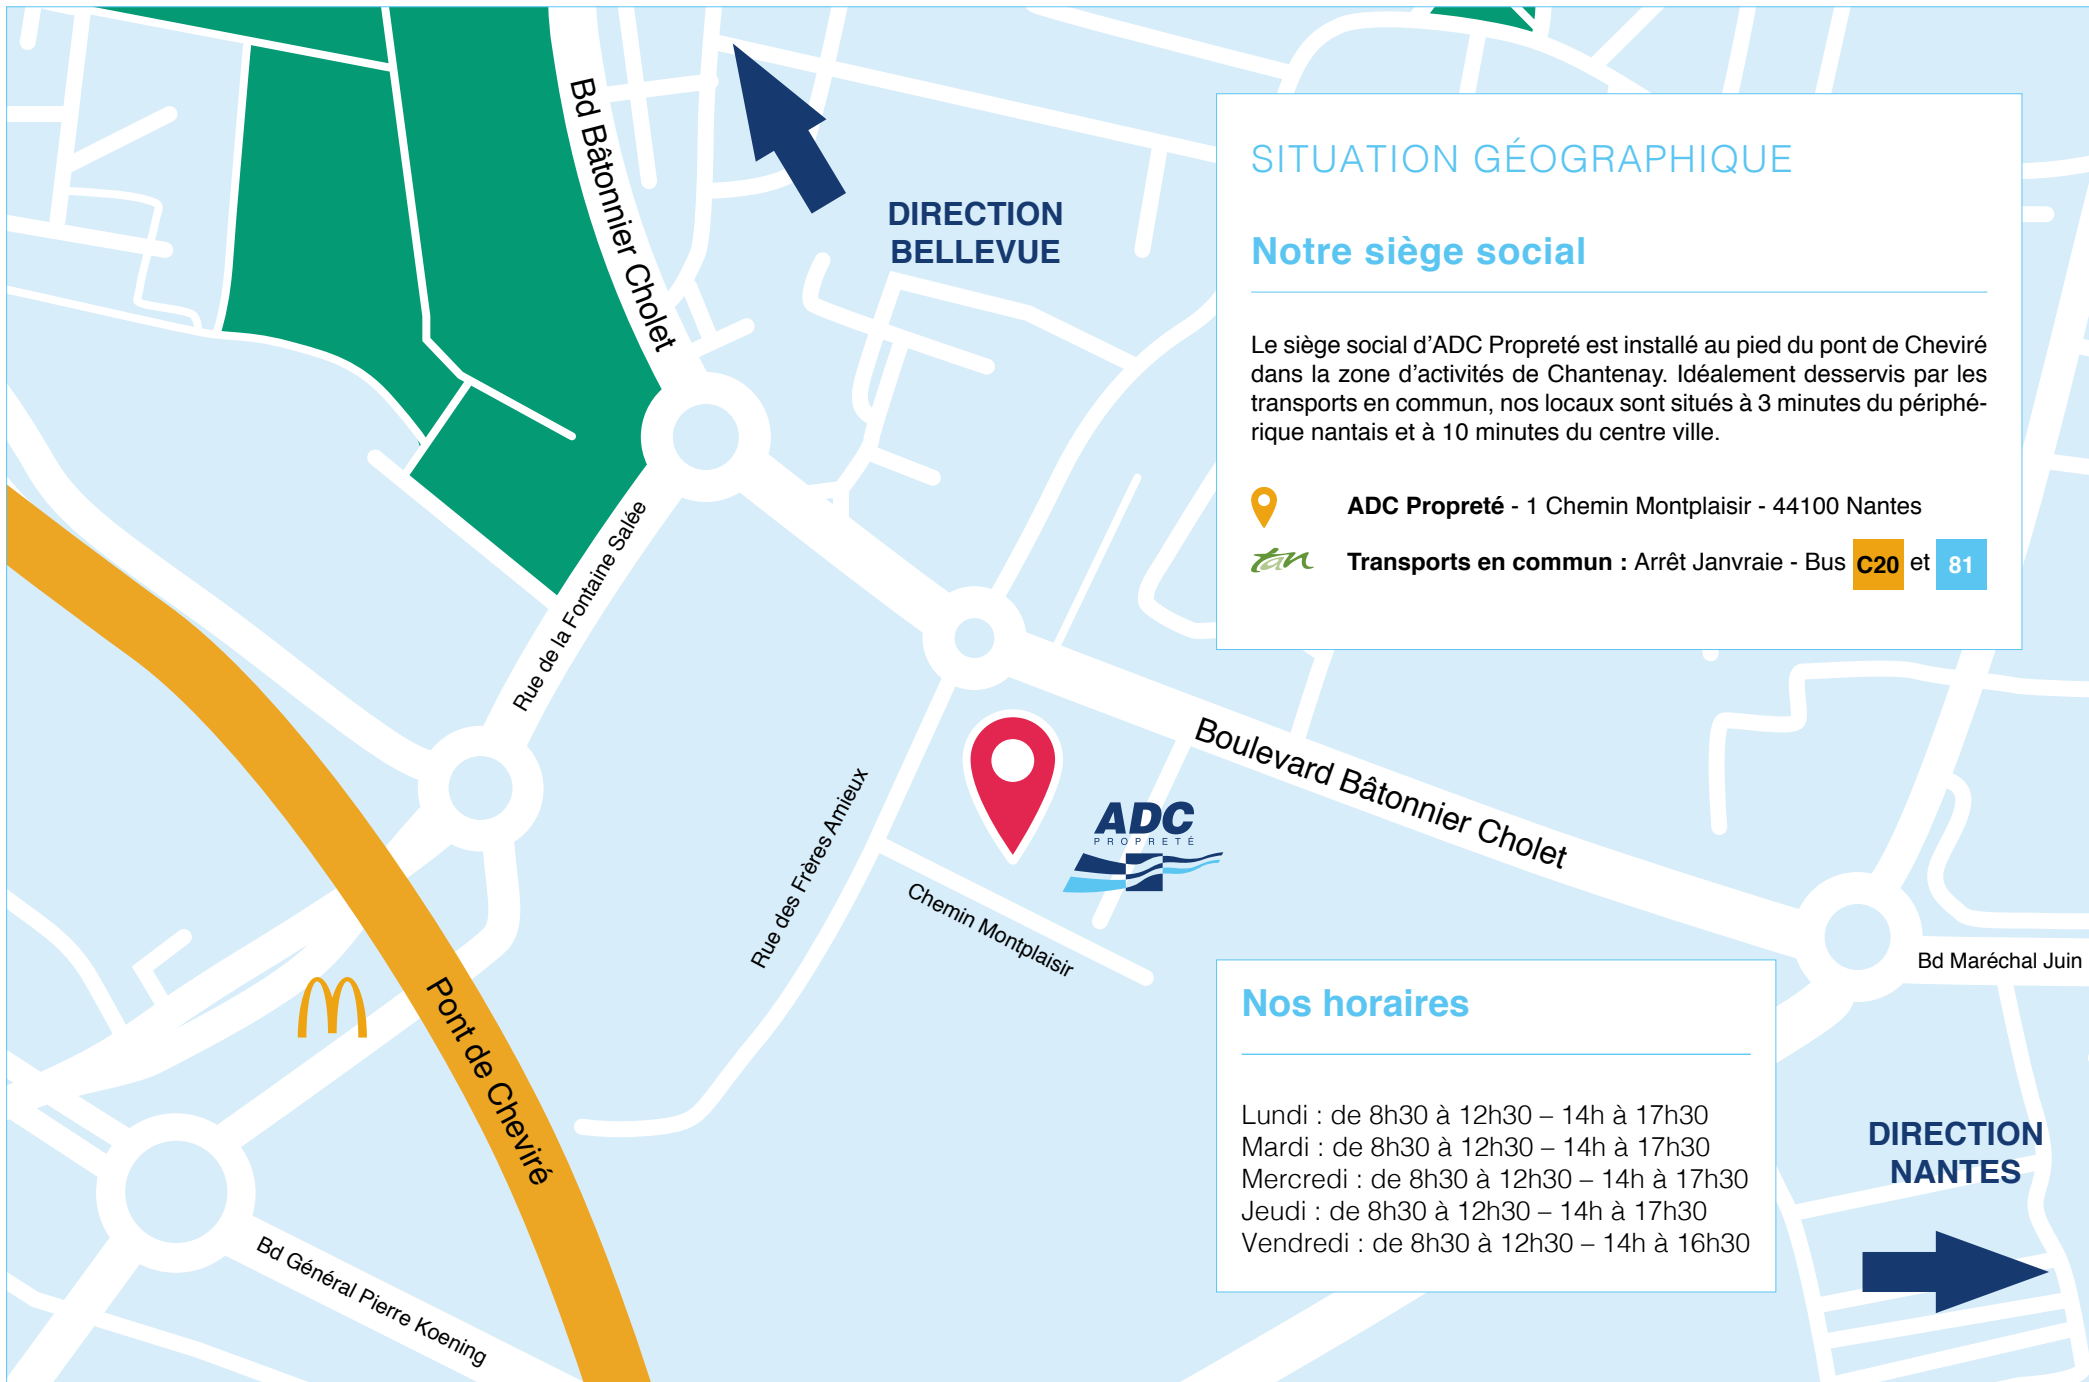 Bd Bâtonnier Cholet
DIRECTION
BELLEVUE
SITUATION GÉOGRAPHIQUE
Notre siège social
Le siège social d’ADC Propreté est installé au pied du pont de Cheviré
dans la zone d’activités de Chantenay. Idéalement desservis par les
transports en commun, nos locaux sont situés à 3 minutes du périphé-
rique nantais et à 10 minutes du centre ville.
ADC Propreté - 1 Chemin Montplaisir - 44100 Nantes
tan Transports en commun : Arrêt Janvraie - Bus C20 et 81
Rue de la Fontaine Salée
Boulevard Bâtonnier Cholet
Rue des Frères Amieux
ADC
PROPRETÉ
Chemin Montplaisir
Bd Maréchal Juin
Pont de Cheviré
Nos horaires
Lundi : de 8h30 à 12h30 – 14h à 17h30
Mardi : de 8h30 à 12h30 – 14h à 17h30
Mercredi : de 8h30 à 12h30 – 14h à 17h30
Jeudi : de 8h30 à 12h30 – 14h à 17h30
Vendredi : de 8h30 à 12h30 – 14h à 16h30
DIRECTION
NANTES
Bd Général Pierre Koening